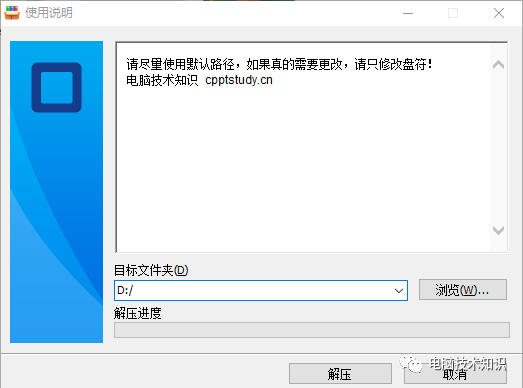 使用说明
请尽量使用默认路径，如果真的需要更改，请只修改盘符！
电脑技术知识 cpptstudy.cn
目标文件夹(D)
D:/
浏览(W)...
解压进度
解压
取消
电脑技术知识